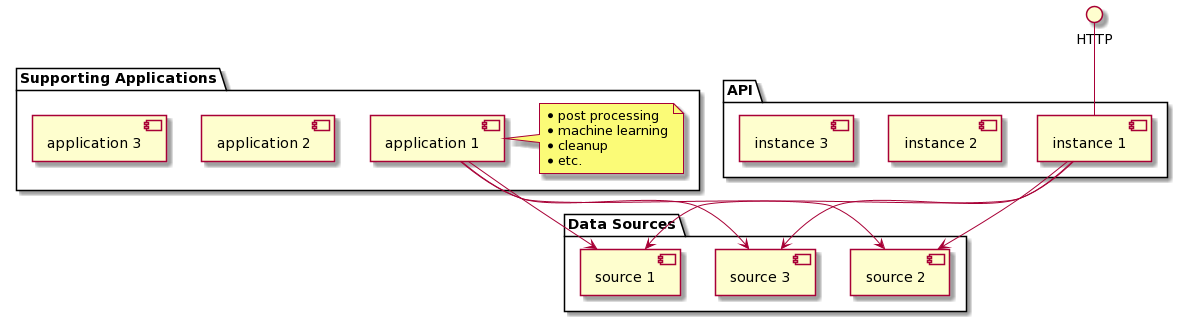 HTTP
Supporting Applications
application 3
application 2
application 1
• post processing
• machine learning
• cleanup
• etc.
API
instance 3
instance 2
instance 1
Data Sources
source 1
source 3
source 2